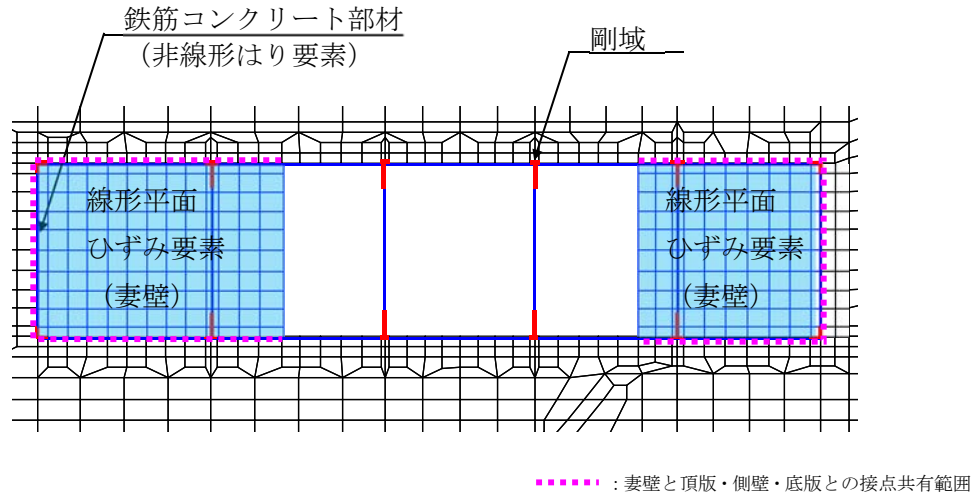 鉄筋コンクリート部材
（非線形はり要素）
剛域
線形平面
ひずみ要素
（妻壁）
線形平面
ひずみ要素
（妻壁）
：妻壁と頂版・側壁・底版との接点共有範囲